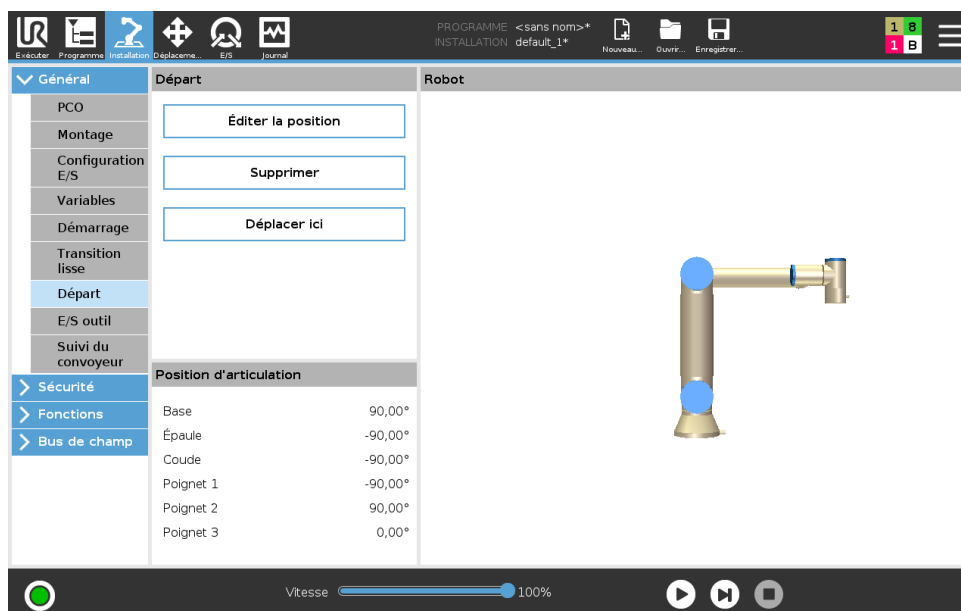 UR
PROGRAMME <sans nom>*
INSTALLATION default_1*
Exécuter
Programme
Installation
Déplaceme...
E/S
Journal
Nouveau...
Ouvrir...
Enregistrer...
1 8
1 B
Général
PCO
Montage
Configuration
E/S
Variables
Démarrage
Transition
lisse
Départ
E/S outil
Suivi du
convoyeur
Sécurité
Fonctions
Bus de champ
Départ
Éditer la position
Supprimer
Déplacer ici
Position d'articulation
Base 90,00°
Épaule -90,00°
Coude -90,00°
Poignet 1 -90,00°
Poignet 2 90,00°
Poignet 3 0,00°
Robot
Vitesse 100%